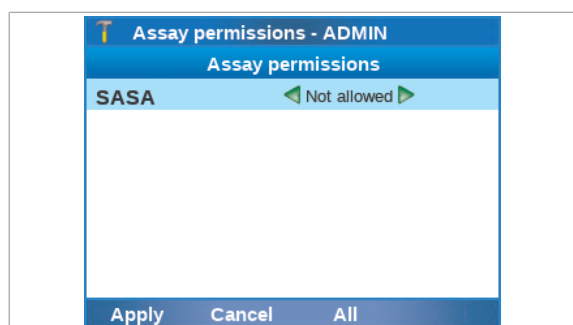 Assay permissions - ADMIN
Assay permissions
SASA Not allowed
Apply Cancel All